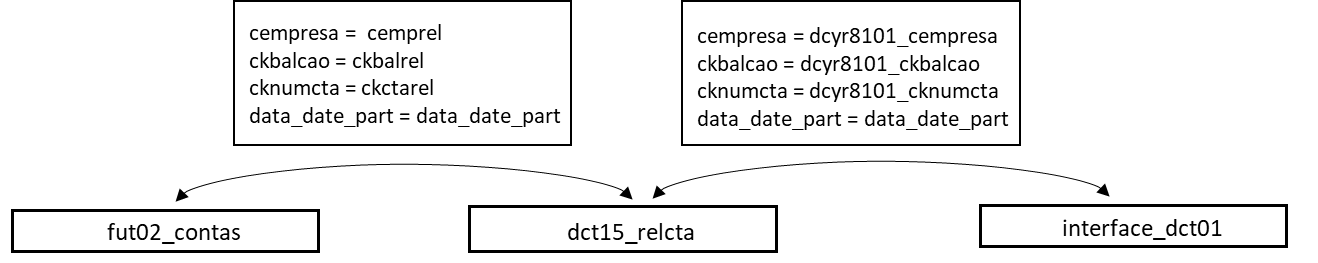 cempresa = cemprel
ckbalcao = ckbalrel
cknumcta = ckctarel
data_date_part = data_date_part
cempresa = dcyr8101_cempresa
ckbalcao = dcyr8101_ckbalcao
cknumcta = dcyr8101_cknumcta
data_date_part = data_date_part
fut02_contas
dct15_relcta
interface_dct01